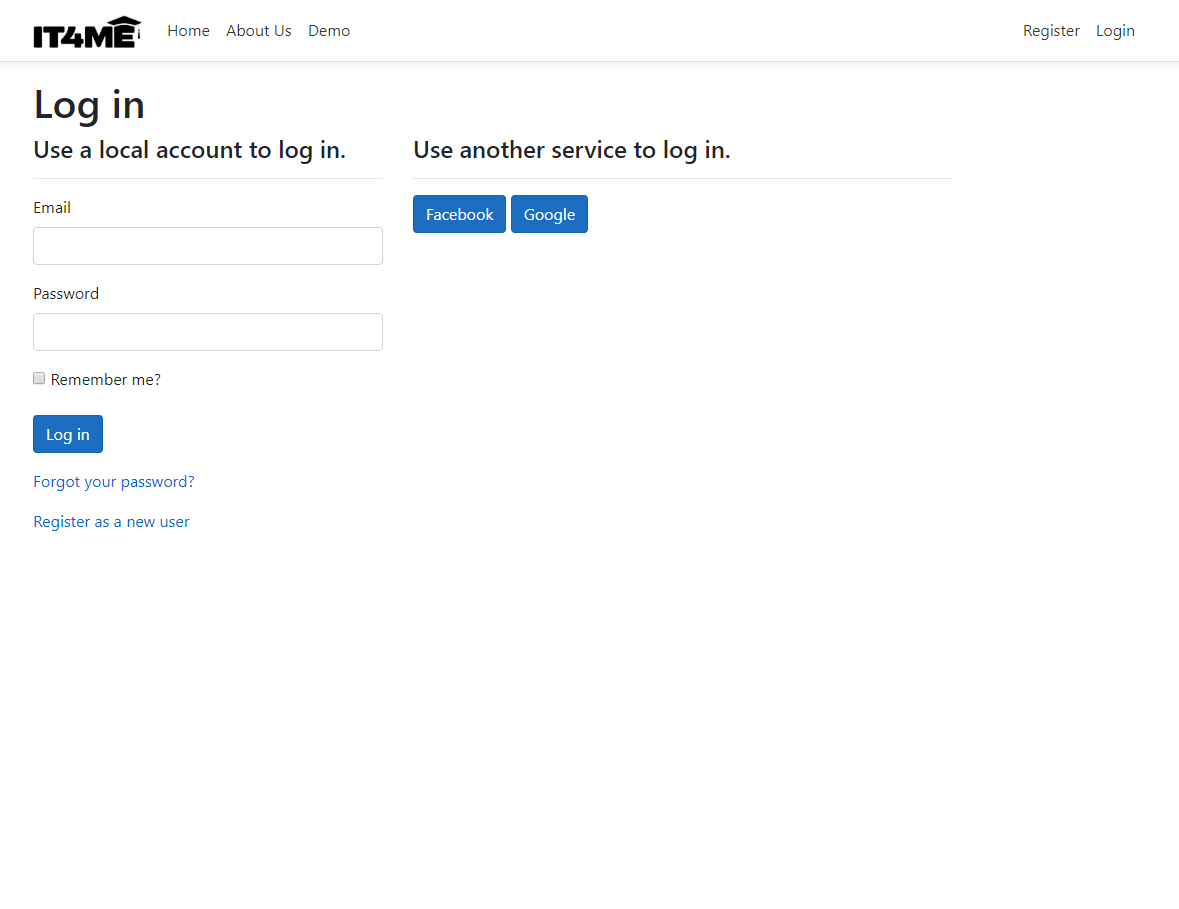 IT4ME Home About Us Demo Register Login
Log in
Use a local account to log in.
Use another service to log in.
Email
Facebook Google
Password
Remember me?
Log in
Forgot your password?
Register as a new user